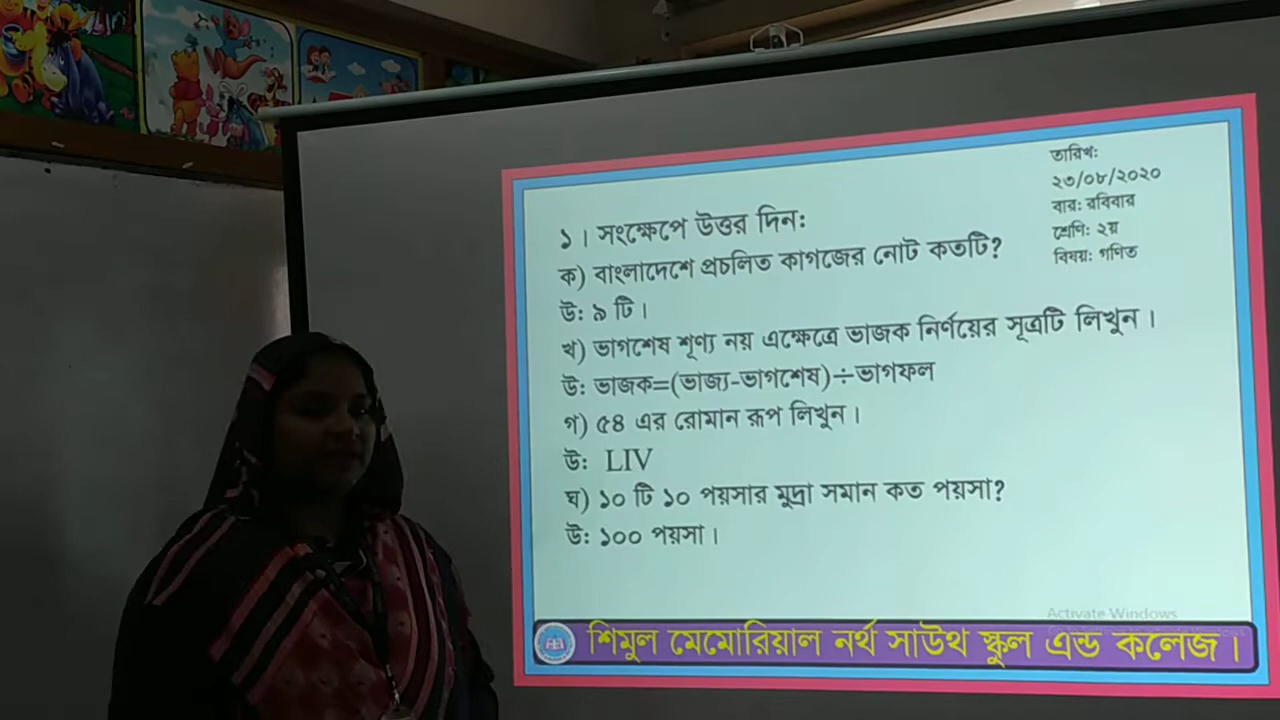 তারিখ:
২৩/০৮/২০২০
বার: রবিবার
শ্রেণি: ২য়
বিষয়: গণিত
১। সংক্ষেপে উত্তর দিন:
ক) বাংলাদেশে প্রচলিত কাগজের নোট কতটি?
উ: ৯ টি।
খ) ভাগশেষ শূণ্য নয় এক্ষেত্রে ভাজক নির্ণয়ের সূত্রটি লিখুন।
উ: ভাজক=(ভাজ্য-ভাগশেষ)÷ভাগফল
গ) ৫৪ এর রোমান রূপ লিখুন।
উ: LIV
ঘ) ১০ টি ১০ পয়সার মুদ্রা সমান কত পয়সা?
উ: ১০০ পয়সা।
Activate Windows
শিমুল মেমোরিয়াল নর্থ সাউথ স্কুল এন্ড কলেজ।